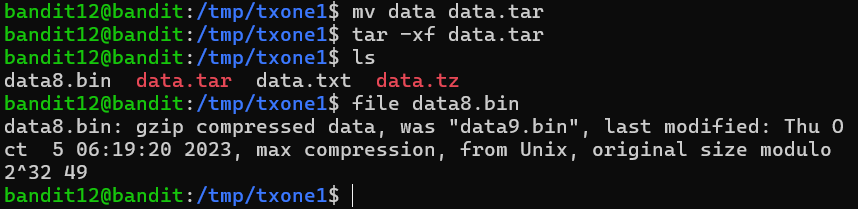 bandit12@bandit:/tmp/txone1$ mv data data.tar
bandit12@bandit:/tmp/txone1$ tar -xf data.tar
bandit12@bandit:/tmp/txone1$ ls
data8.bin  data.tar  data.txt  data.tz
bandit12@bandit:/tmp/txone1$ file data8.bin
data8.bin: gzip compressed data, was "data9.bin", last modified: Thu O
ct  5 06:19:20 2023, max compression, from Unix, original size modulo
2^32 49
bandit12@bandit:/tmp/txone1$